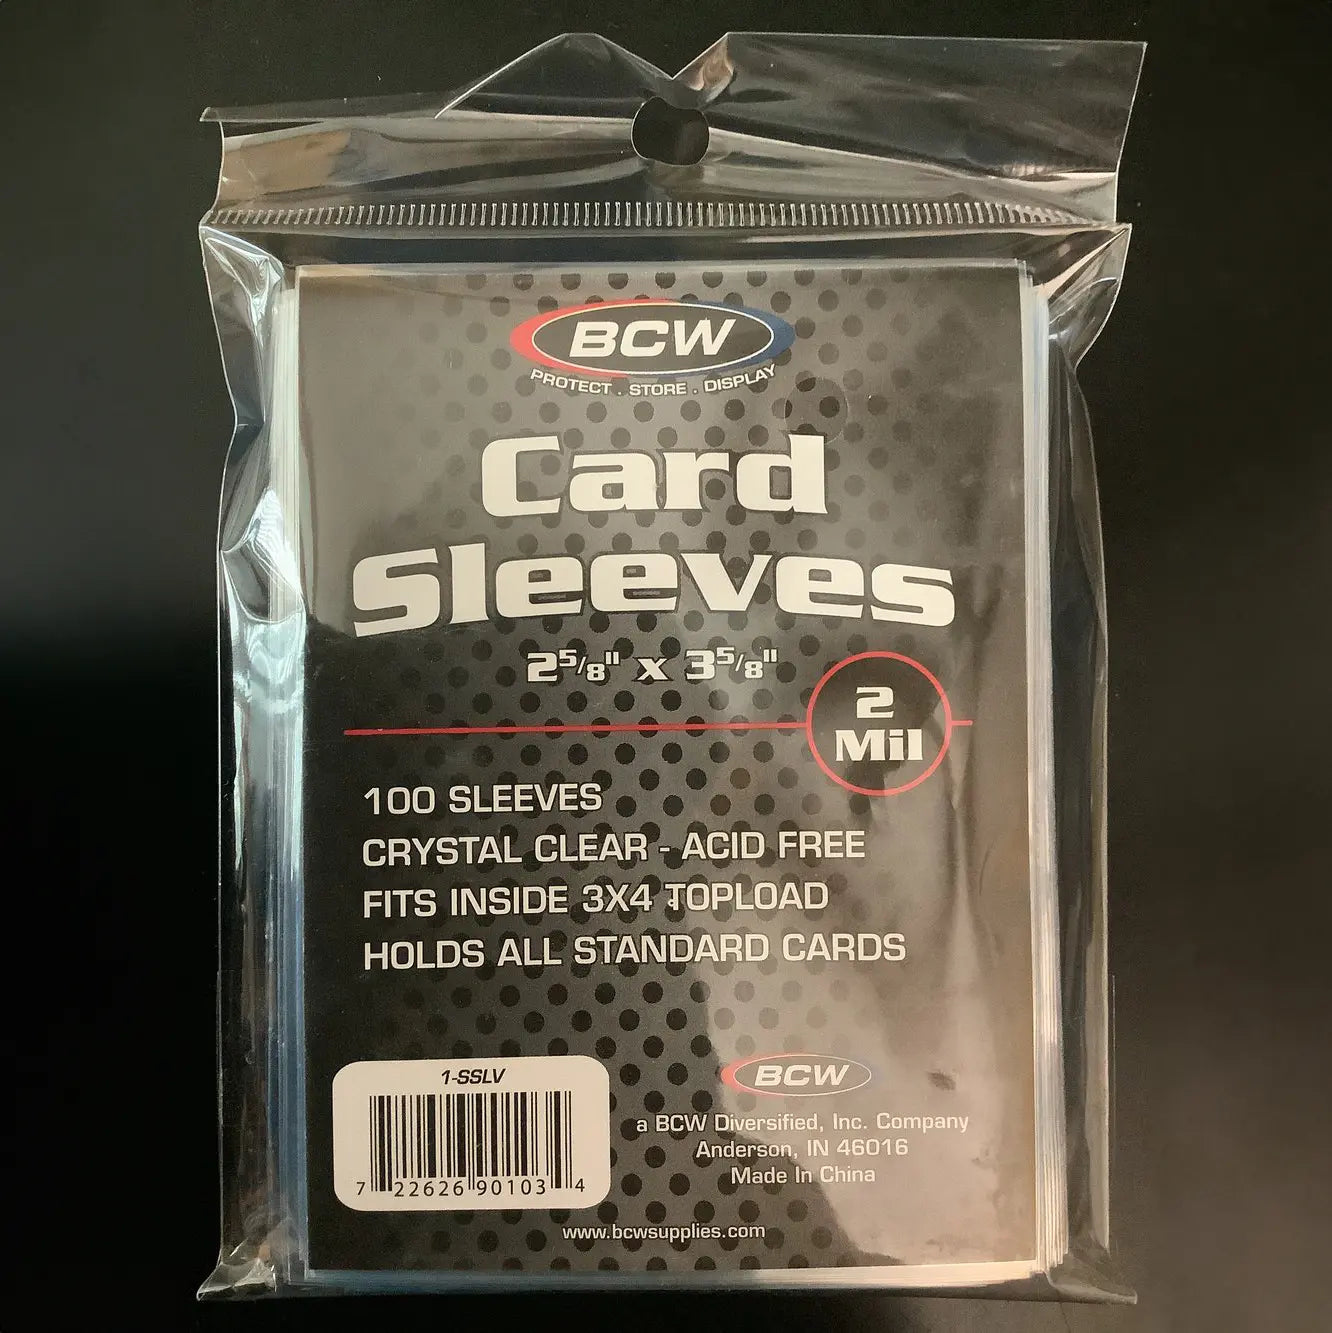 BCW
PROTECT . STORE . DISPLAY
Card
Sleeves
2 5/8" x 3 5/8"
2
Mil
100 SLEEVES
CRYSTAL CLEAR - ACID FREE
FITS INSIDE 3X4 TOPLOAD
HOLDS ALL STANDARD CARDS
1-SSLV
7 22626 90103 4
BCW
a BCW Diversified, Inc. Company
Anderson, IN 46016
Made In China
www.bcwsupplies.com